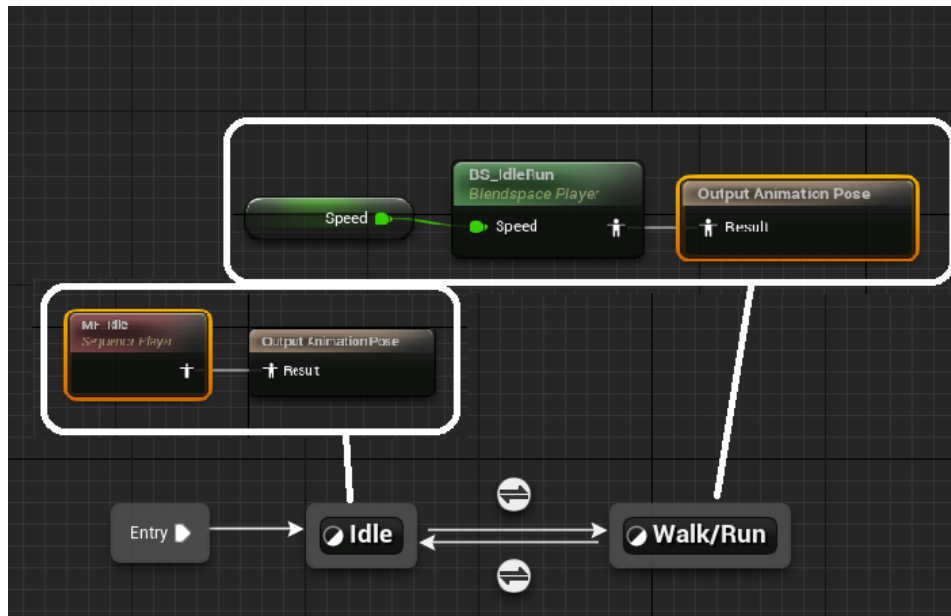 BS_IdleRun
Blendspace Player
Output Animation Pose
Speed
Speed
Result
MF_Idle
Sequence Player
Output Animation Pose
Result
Entry
Idle
Walk/Run